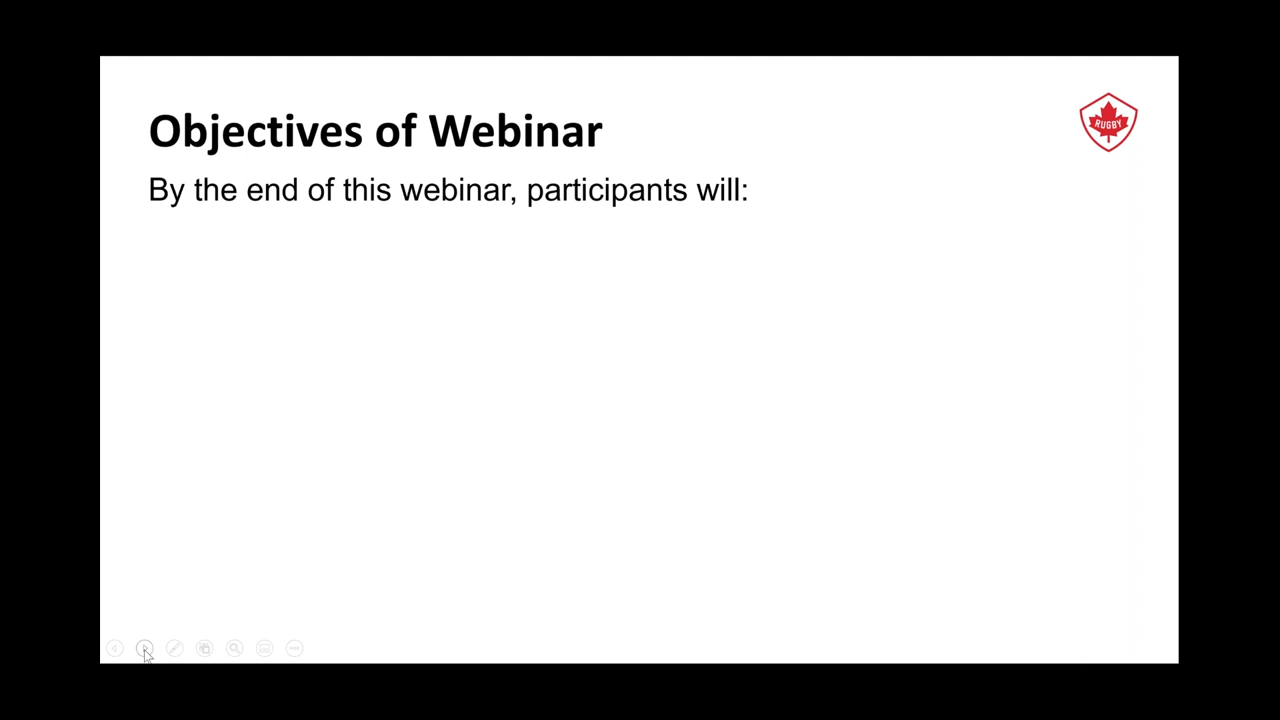 Objectives of Webinar
RUGBY
By the end of this webinar, participants will: